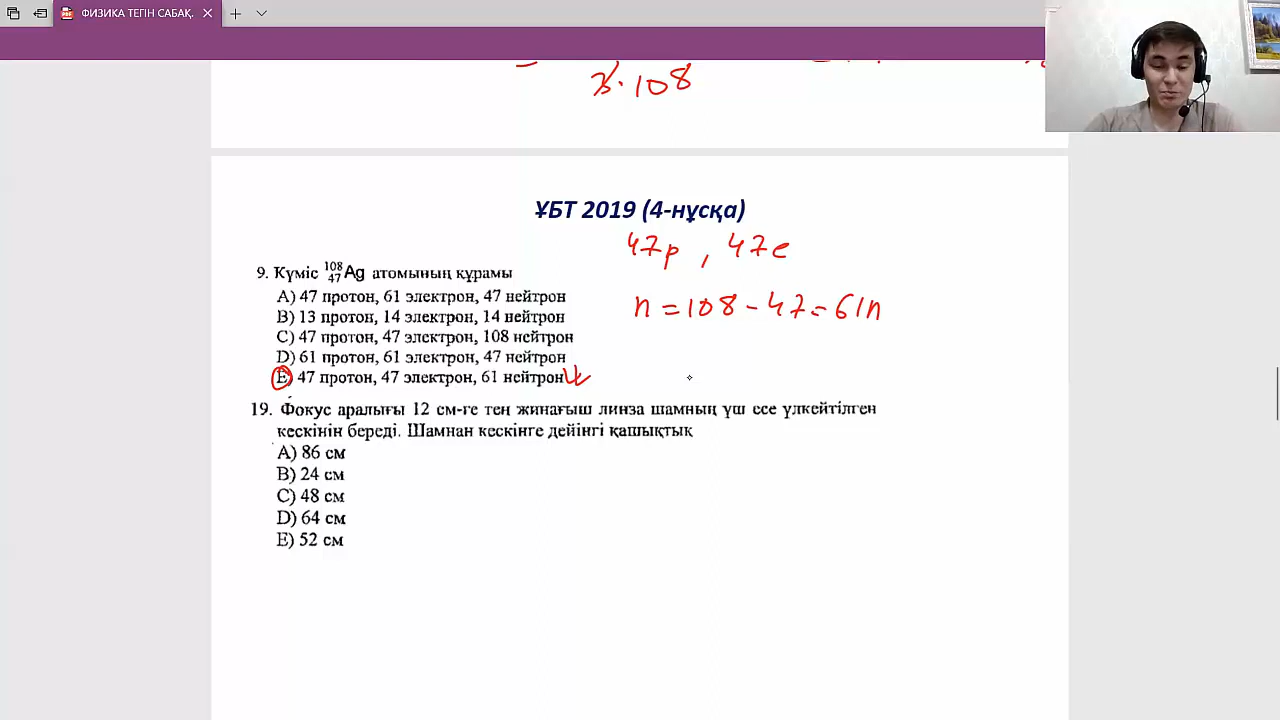 ФИЗИКА ТЕГІН САБАҚ.
108
ҰБТ 2019 (4-нұсқа)
47p , 47e
9. Күміс ¹⁰⁸₄₇Ag атомының құрамы
A) 47 протон, 61 электрон, 47 нейтрон
n = 108 - 47 = 61n
B) 13 протон, 14 электрон, 14 нейтрон
C) 47 протон, 47 электрон, 108 нейтрон
D) 61 протон, 61 электрон, 47 нейтрон
E) 47 протон, 47 электрон, 61 нейтрон
19. Фокус аралығы 12 см-ге тең жинағыш линза шамның үш есе үлкейтілген
кескінін береді. Шамнан кескінге дейінгі қашықтық
A) 86 см
B) 24 см
C) 48 см
D) 64 см
E) 52 см